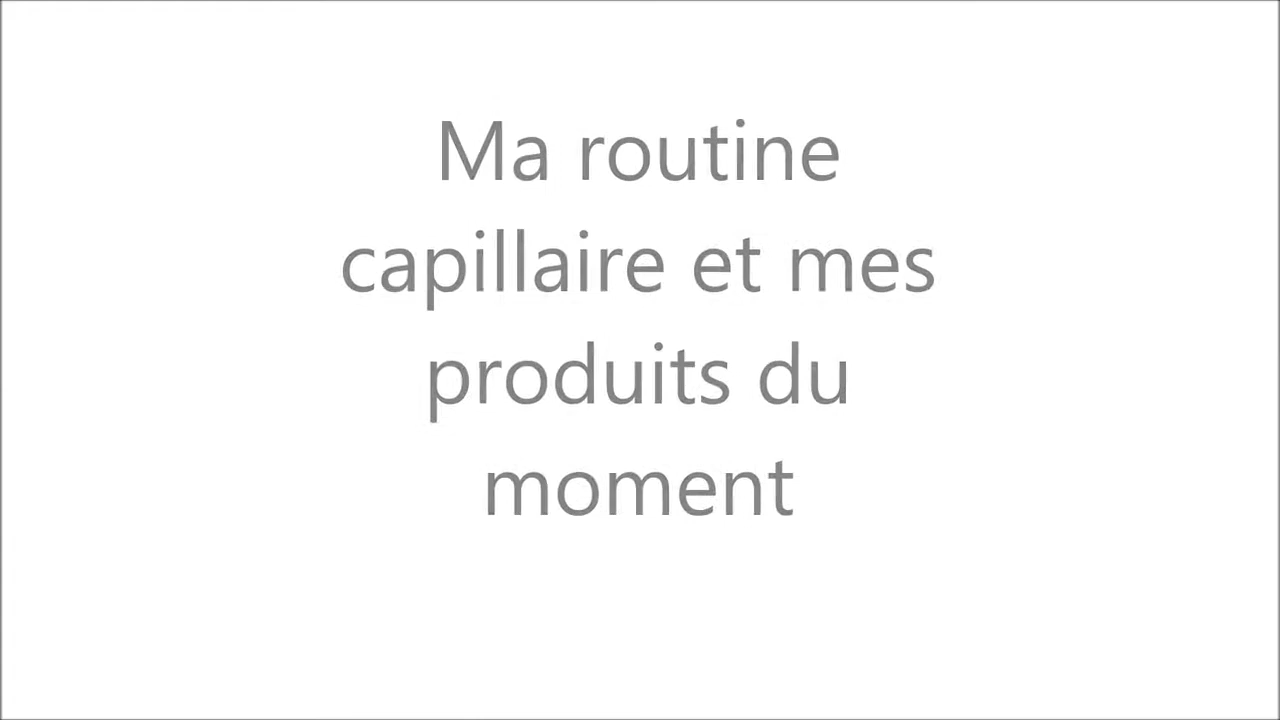 Ma routine
capillaire et mes
produits du
moment